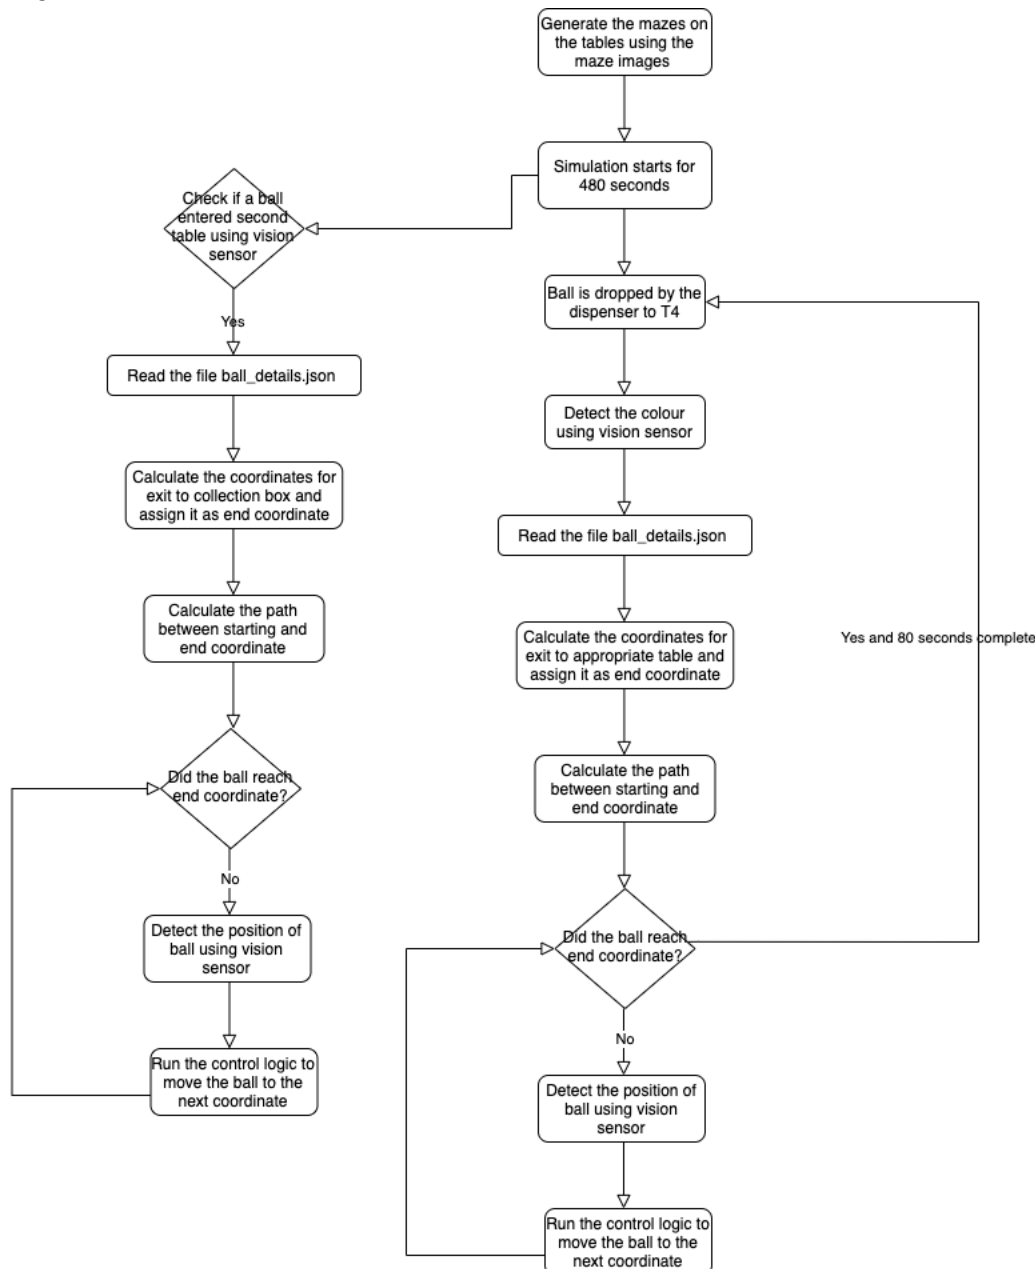 Generate the mazes on
the tables using the
maze images
Simulation starts for
480 seconds
Check if a ball
entered second
table using vision
sensor
Yes
Read the file ball_details.json
Calculate the coordinates for
exit to collection box and
assign it as end coordinate
Calculate the path
between starting and
end coordinate
Did the ball reach
end coordinate?
No
Detect the position of
ball using vision
sensor
Run the control logic to
move the ball to the
next coordinate
Ball is dropped by the
dispenser to T4
Detect the colour
using vision sensor
Read the file ball_details.json
Calculate the coordinates for
exit to appropriate table and
assign it as end coordinate
Calculate the path
between starting and
end coordinate
Did the ball reach
end coordinate?
Yes and 80 seconds complete
No
Detect the position of
ball using vision
sensor
Run the control logic to
move the ball to the
next coordinate